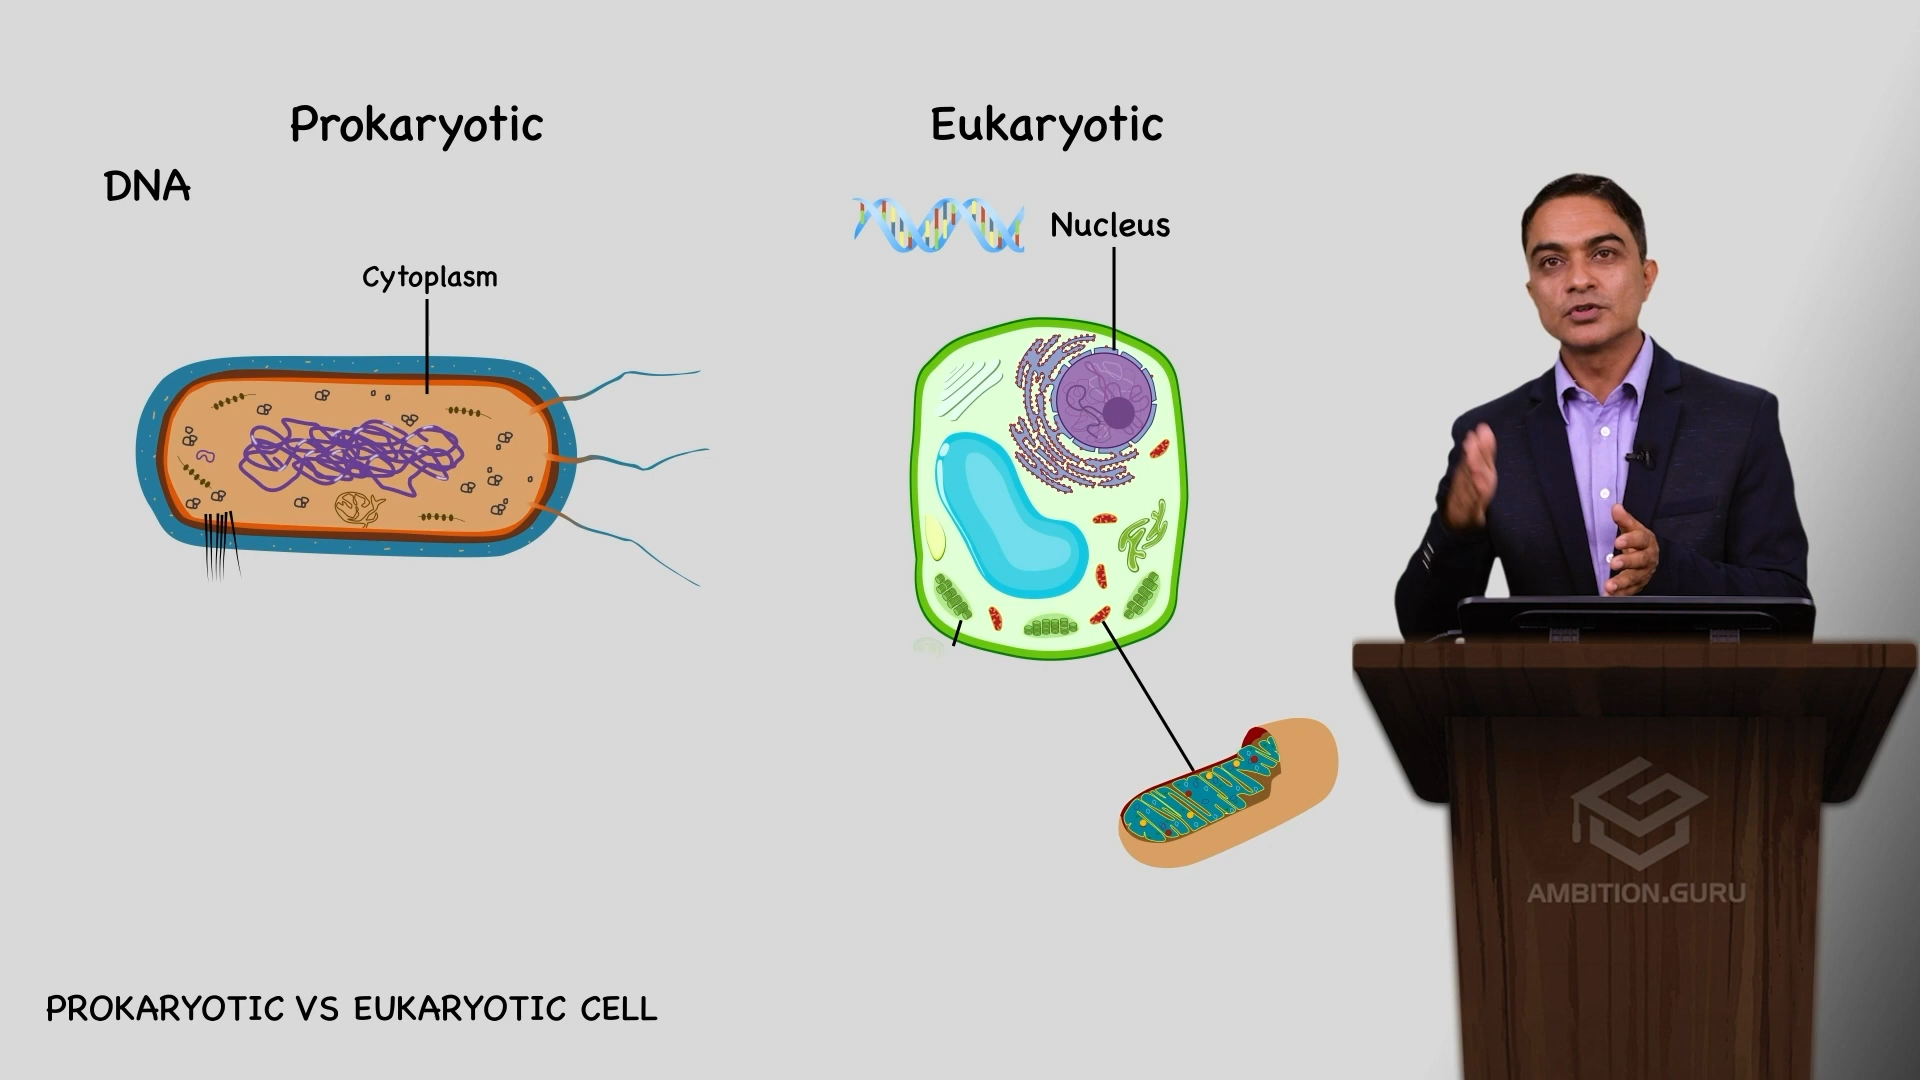 Prokaryotic
Eukaryotic
DNA
Nucleus
Cytoplasm
AMBITION.GURU
PROKARYOTIC VS EUKARYOTIC CELL